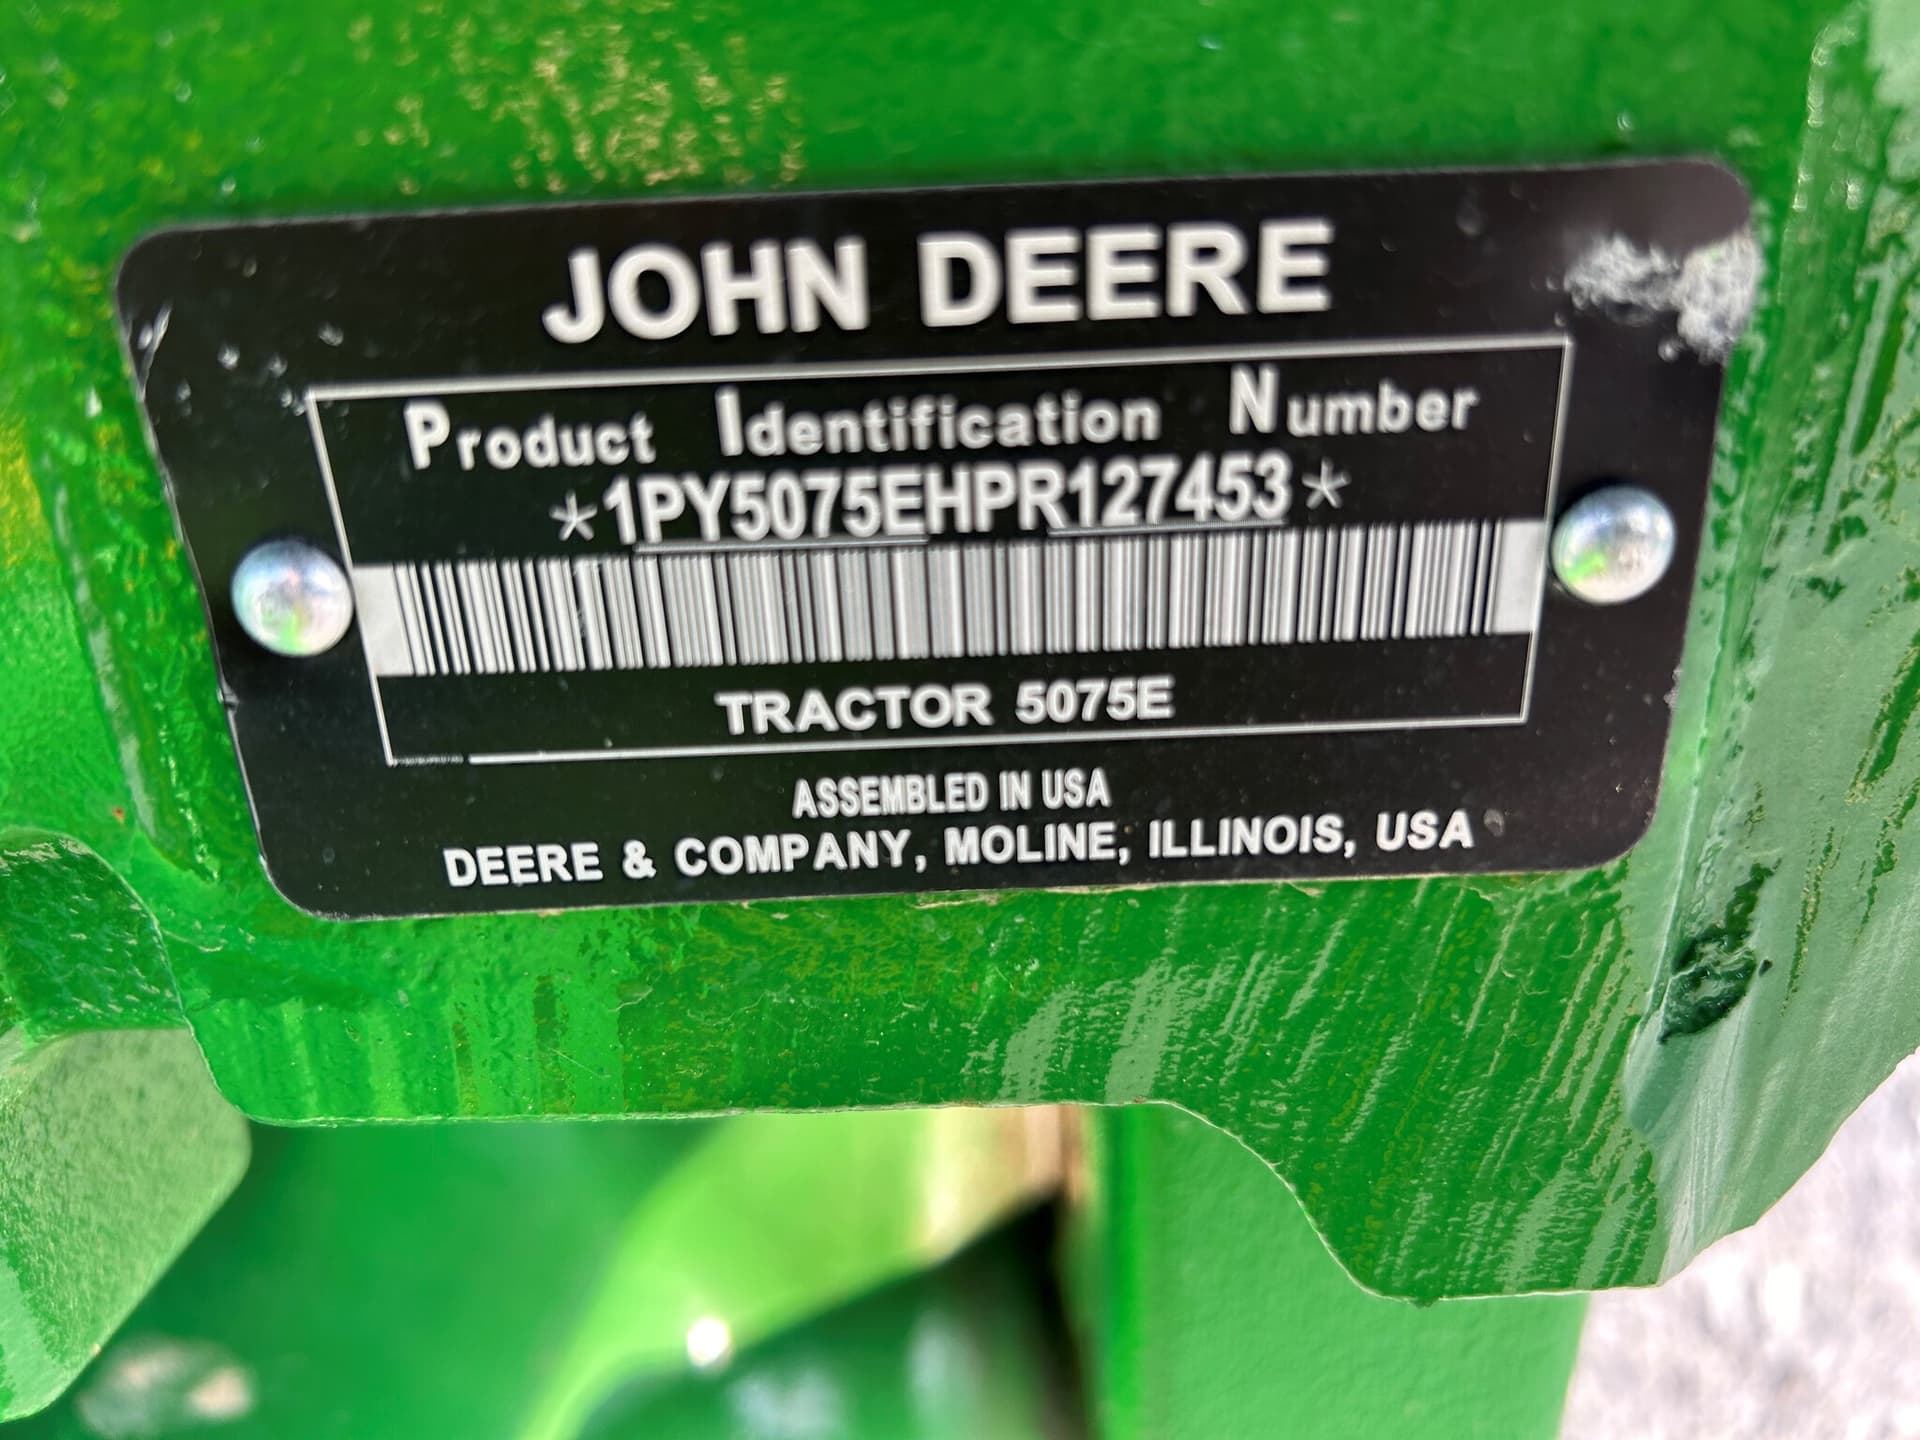 JOHN DEERE
Product Identification Number
*1PY5075EHPR127453*
TRACTOR 5075E
ASSEMBLED IN USA
DEERE & COMPANY, MOLINE, ILLINOIS, USA